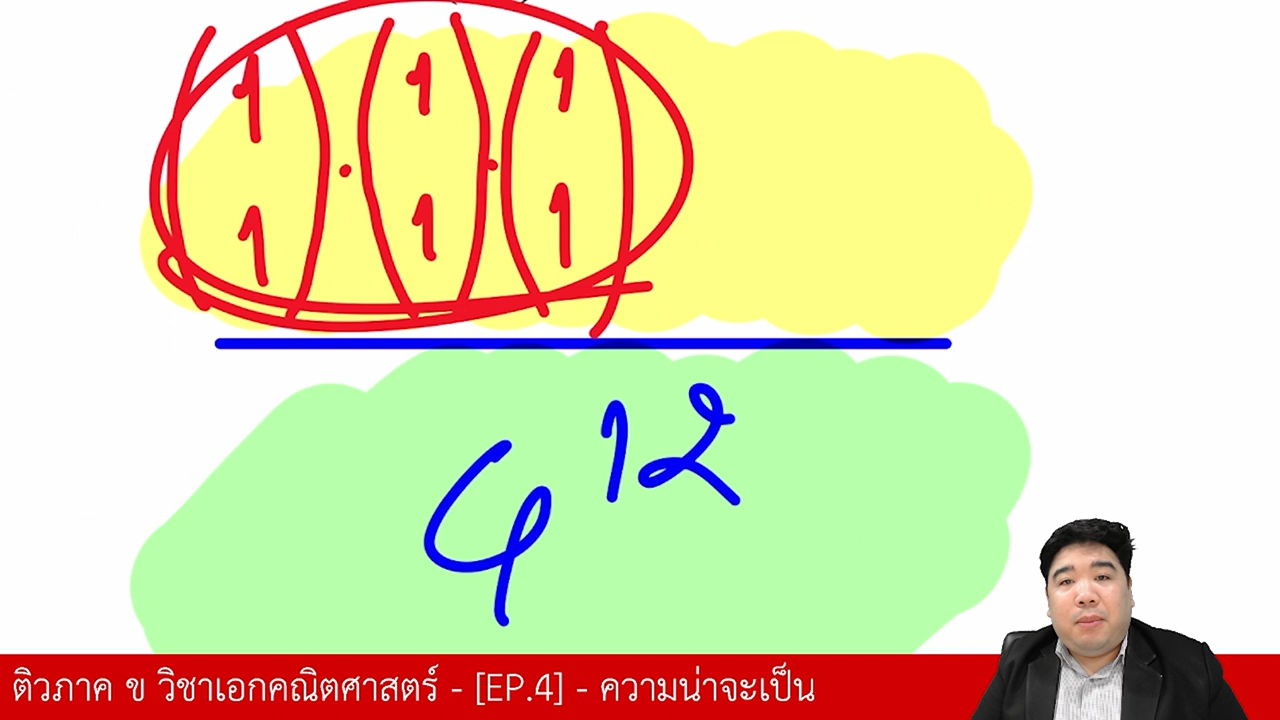 1 1 1
( ) · ( ) · ( )
1 1 1
4^12
ติวภาค ข วิชาเอกคณิตศาสตร์ - [EP.4] - ความน่าจะเป็น